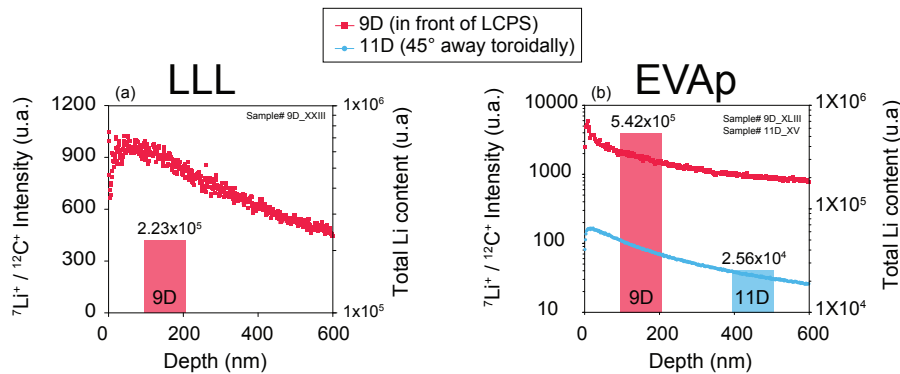 9D (in front of LCPS)
11D (45° away toroidally)
LLL
(a)
Sample# 9D_XXIII
⁷Li⁺ / ¹²C⁺ Intensity (u.a.)
1200
900
600
300
0
2.23x10⁵
9D
0 200 400 600
Depth (nm)
1x10⁶
1x10⁵
Total Li content (u.a)
EVAp
(b)
Sample# 9D_XLIII
Sample# 11D_XV
⁷Li⁺ / ¹²C⁺ Intensity (u.a.)
10000
1000
100
10
5.42x10⁵
2.56x10⁴
9D
11D
0 200 400 600
Depth (nm)
1X10⁶
1X10⁵
1X10⁴
Total Li content (u.a)